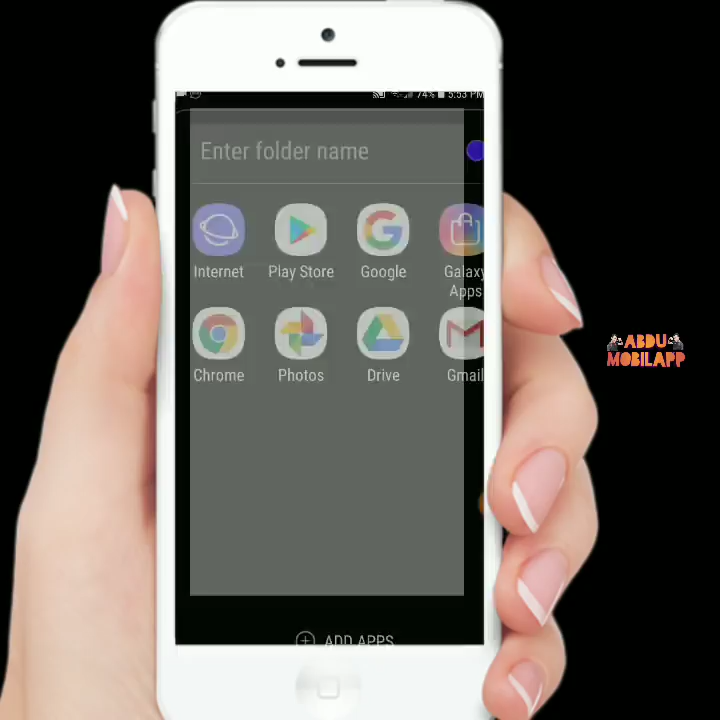 74% 5:53 PM
Enter folder name
Internet Play Store Google Galaxy Apps
Chrome Photos Drive Gmail
ADD APPS
ABDU
MOBILAPP